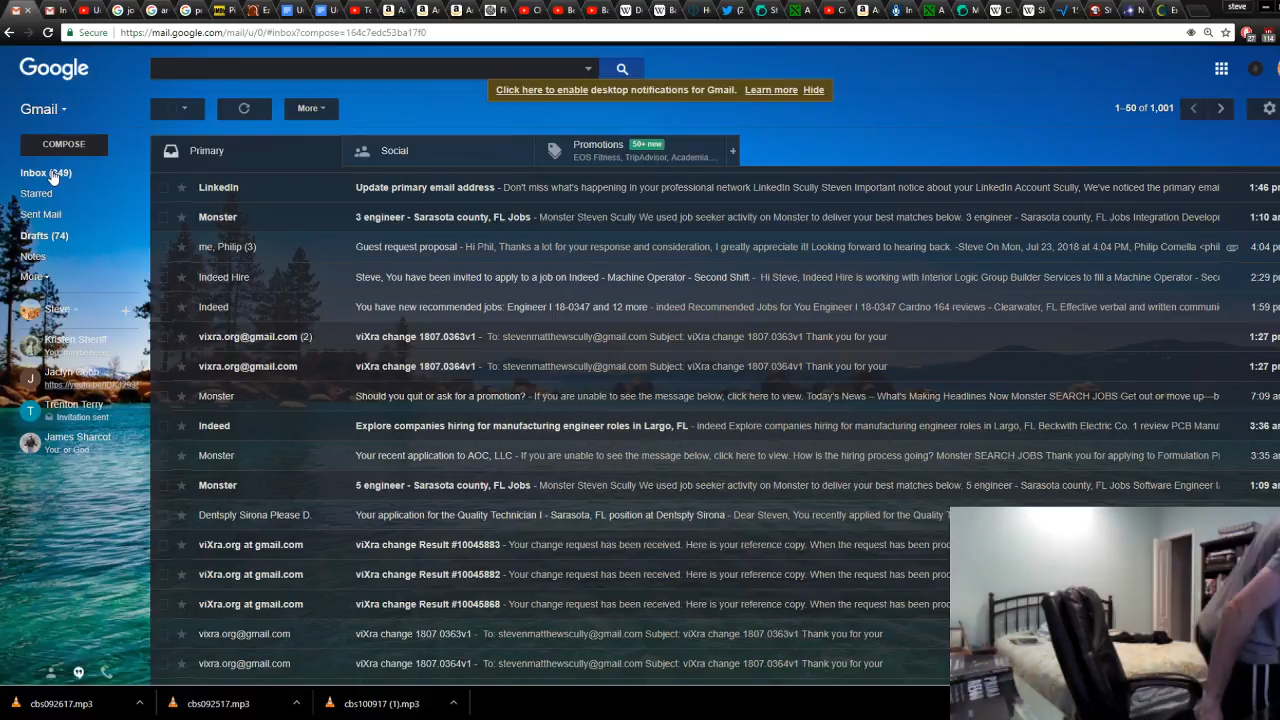 steve
Secure
https://mail.google.com/mail/u/0/#inbox?compose=164c7edc53ba17f0
27
114
Google
Click here to enable desktop notifications for Gmail. Learn more Hide
Gmail
More
1–50 of 1,001
COMPOSE
Primary
Social
Promotions 50+ new
EOS Fitness, TripAdvisor, Academia....
+
Inbox
Starred
Sent Mail
Drafts (74)
Notes
More
Steve
Kristen Sheriff
Trenton Terry
Invitation sent
James Sharcot
You: or God
LinkedIn Update primary email address - Don't miss what's happening in your professional network LinkedIn Scully Steven Important notice about your LinkedIn Account Scully, We've noticed the primary emai 1:46 p
Monster 3 engineer - Sarasota county, FL Jobs - Monster Steven Scully We used job seeker activity on Monster to deliver your best matches below. 3 engineer - Sarasota county, FL Jobs Integration Develop 1:10 a
me, Philip (3) Guest request proposal - Hi Phil, Thanks a lot for your response and consideration, I greatly appreciate it! Looking forward to hearing back. -Steve On Mon, Jul 23, 2018 at 4:04 PM, Philip Comella <phil 4:04 p
Indeed Hire Steve, You have been invited to apply to a job on Indeed - Machine Operator - Second Shift - Hi Steve, Indeed Hire is working with Interior Logic Group Builder Services to fill a Machine Operator - Sec 2:29 p
Indeed You have new recommended jobs: Engineer I 18-0347 and 12 more - indeed Recommended Jobs for You Engineer I 18-0347 Cardno 164 reviews - Clearwater, FL Effective verbal and written communi 1:59 p
vixra.org@gmail.com (2) viXra change 1807.0363v1 - To: stevenmatthewscully@gmail.com Subject: viXra change 1807.0363v1 Thank you for your 1:27 p
vixra.org@gmail.com viXra change 1807.0364v1 - To: stevenmatthewscully@gmail.com Subject: viXra change 1807.0364v1 Thank you for your 1:27 p
Monster Should you quit or ask for a promotion? - If you are unable to see the message below, click here to view. Today's News – What's Making Headlines Now Monster SEARCH JOBS Get out or move up—b 7:09 a
Indeed Explore companies hiring for manufacturing engineer roles in Largo, FL - indeed Explore companies hiring for manufacturing engineer roles in Largo, FL Beckwith Electric Co. 1 review PCB Manu 3:36 a
Monster Your recent application to AOC, LLC - If you are unable to see the message below, click here to view. How is the hiring process going? Monster SEARCH JOBS Thank you for applying to Formulation P 3:35 a
Monster 5 engineer - Sarasota county, FL Jobs - Monster Steven Scully We used job seeker activity on Monster to deliver your best matches below. 5 engineer - Sarasota county, FL Jobs Software Engineer I 1:09 a
Dentsply Sirona Please D. Your application for the Quality Technician I - Sarasota, FL position at Dentsply Sirona - Dear Steven, You recently applied for the Quality T
viXra.org at gmail.com viXra change Result #10045883 - Your change request has been received. Here is your reference copy. When the request has been proc
viXra.org at gmail.com viXra change Result #10045882 - Your change request has been received. Here is your reference copy. When the request has been proc
viXra.org at gmail.com viXra change Result #10045868 - Your change request has been received. Here is your reference copy. When the request has been proc
vixra.org@gmail.com viXra change 1807.0363v1 - To: stevenmatthewscully@gmail.com Subject: viXra change 1807.0363v1 Thank you for your
vixra.org@gmail.com viXra change 1807.0364v1 - To: stevenmatthewscully@gmail.com Subject: viXra change 1807.0364v1 Thank you for your
cbs092617.mp3
cbs092517.mp3
cbs100917 (1).mp3